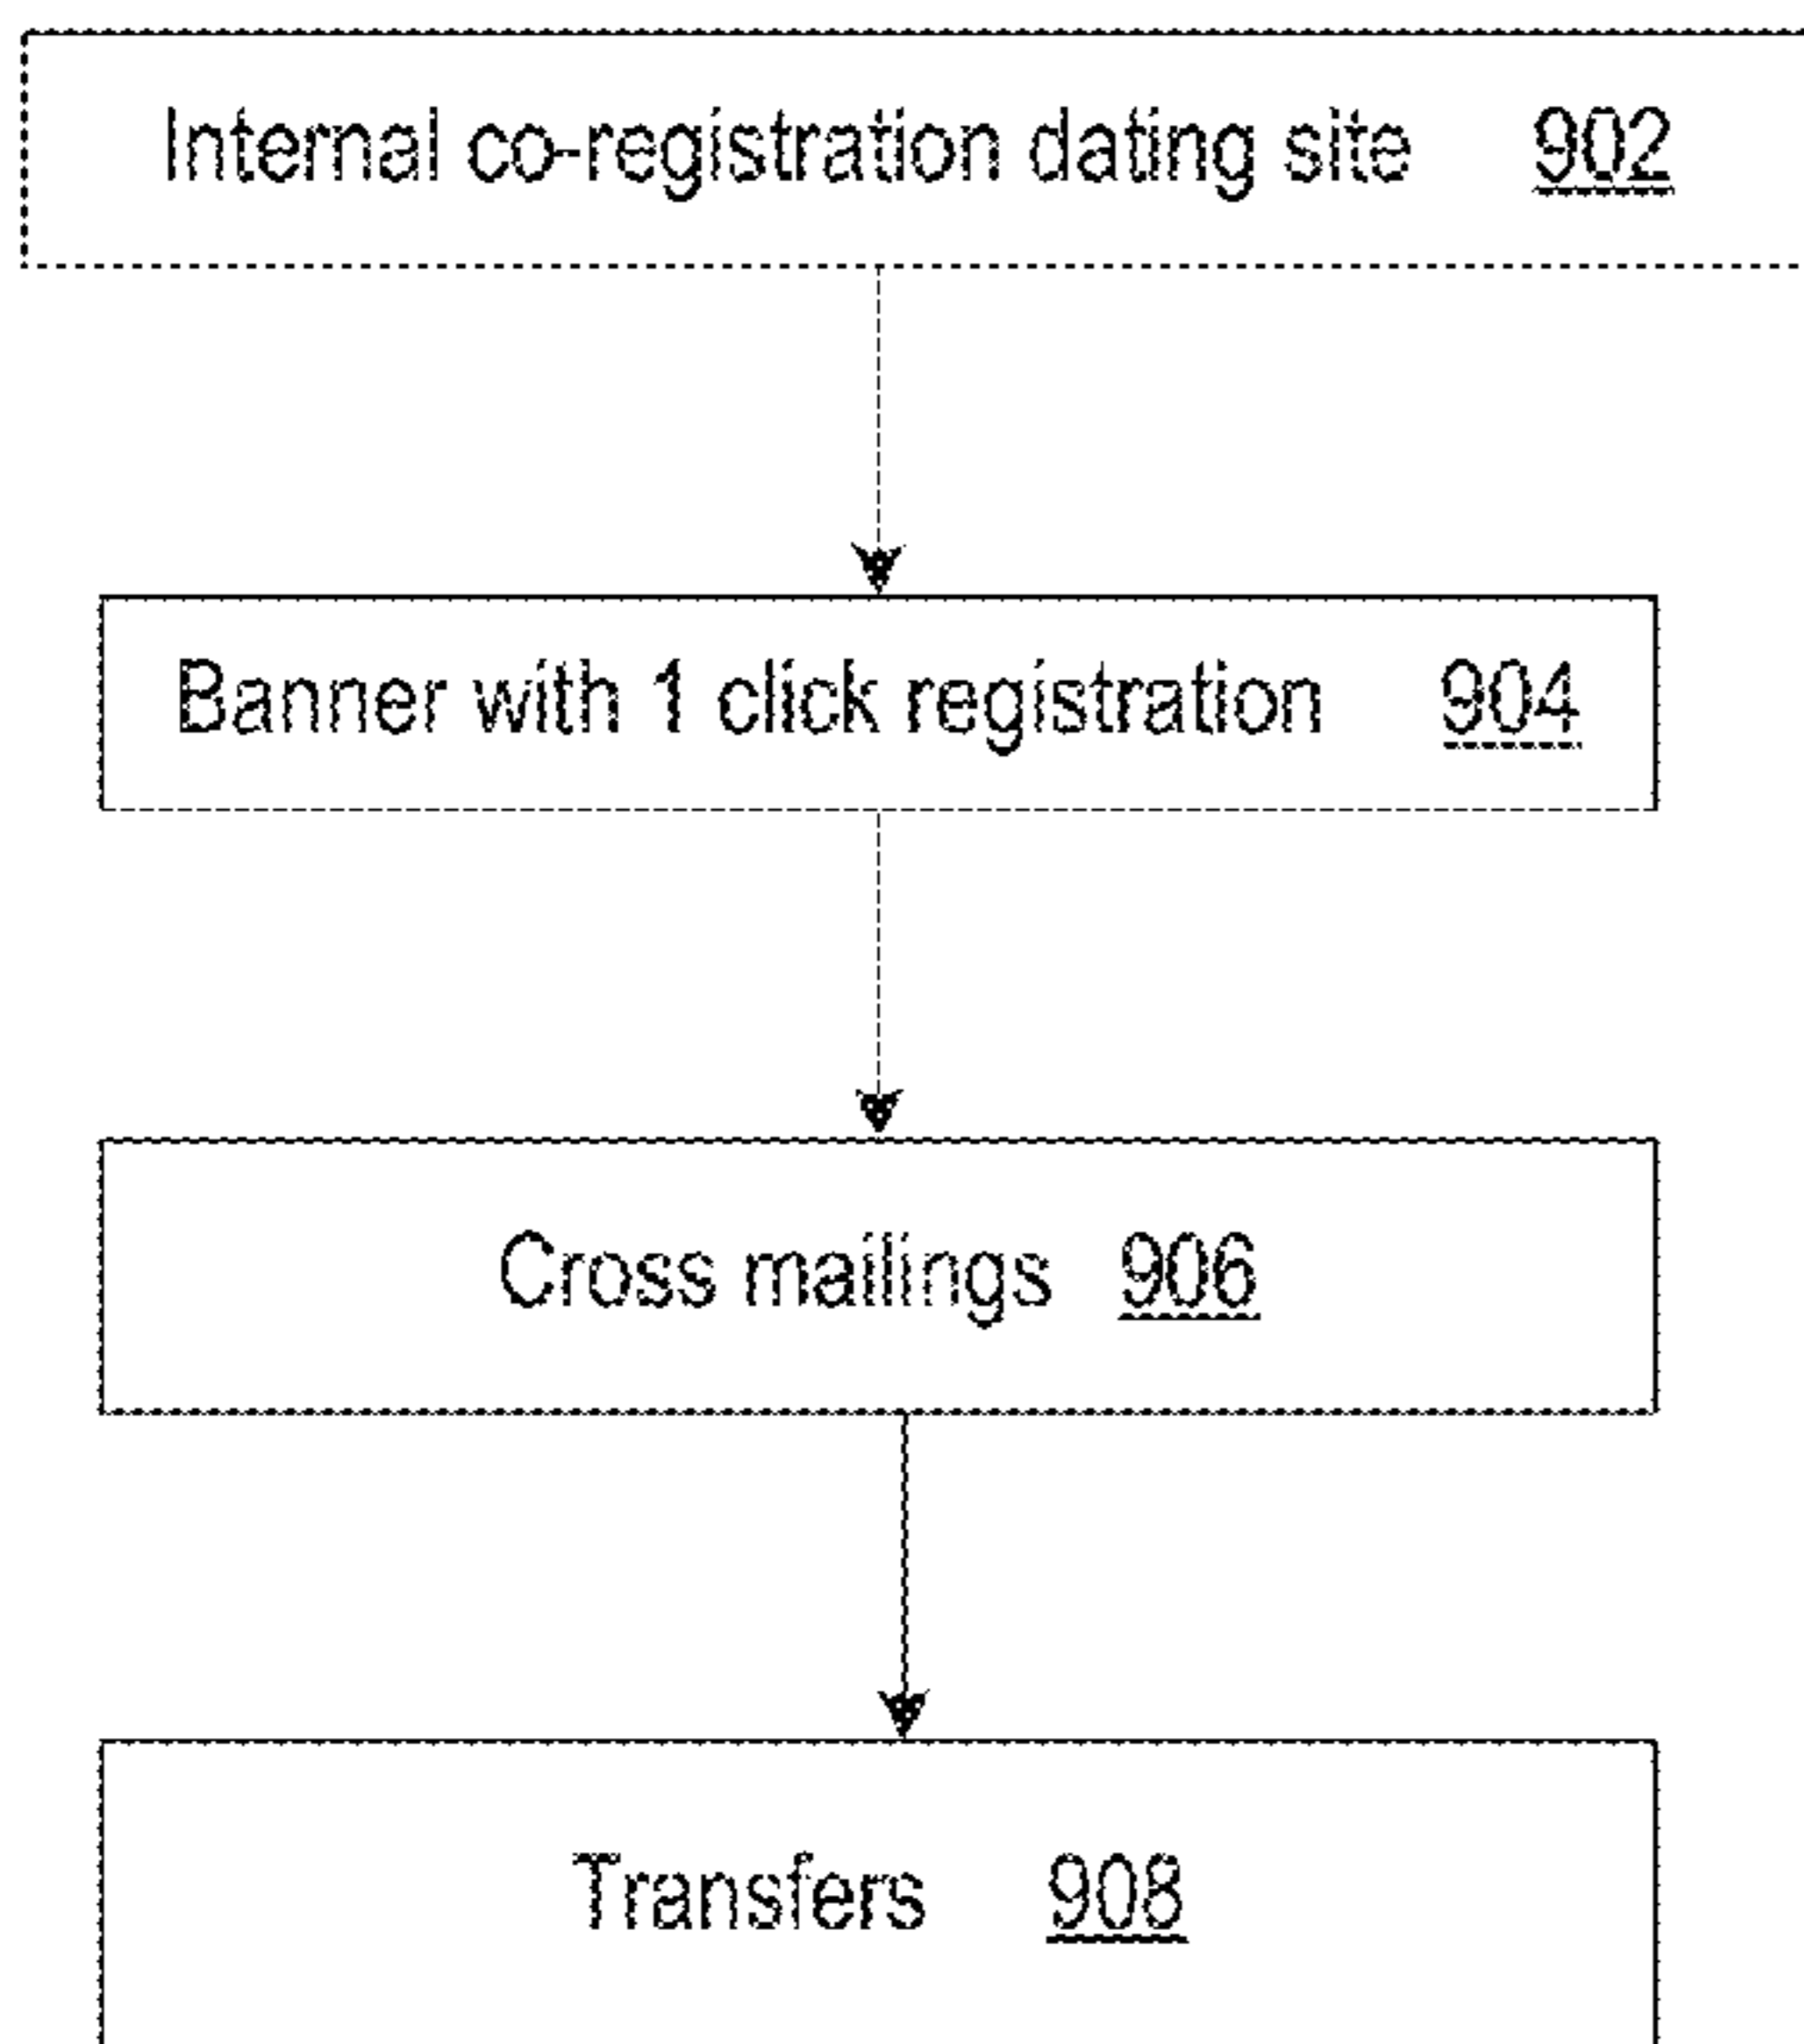 Internal co-registration dating site 902
Banner with 1 click registration 904
Cross mailings 906
Transfers 908